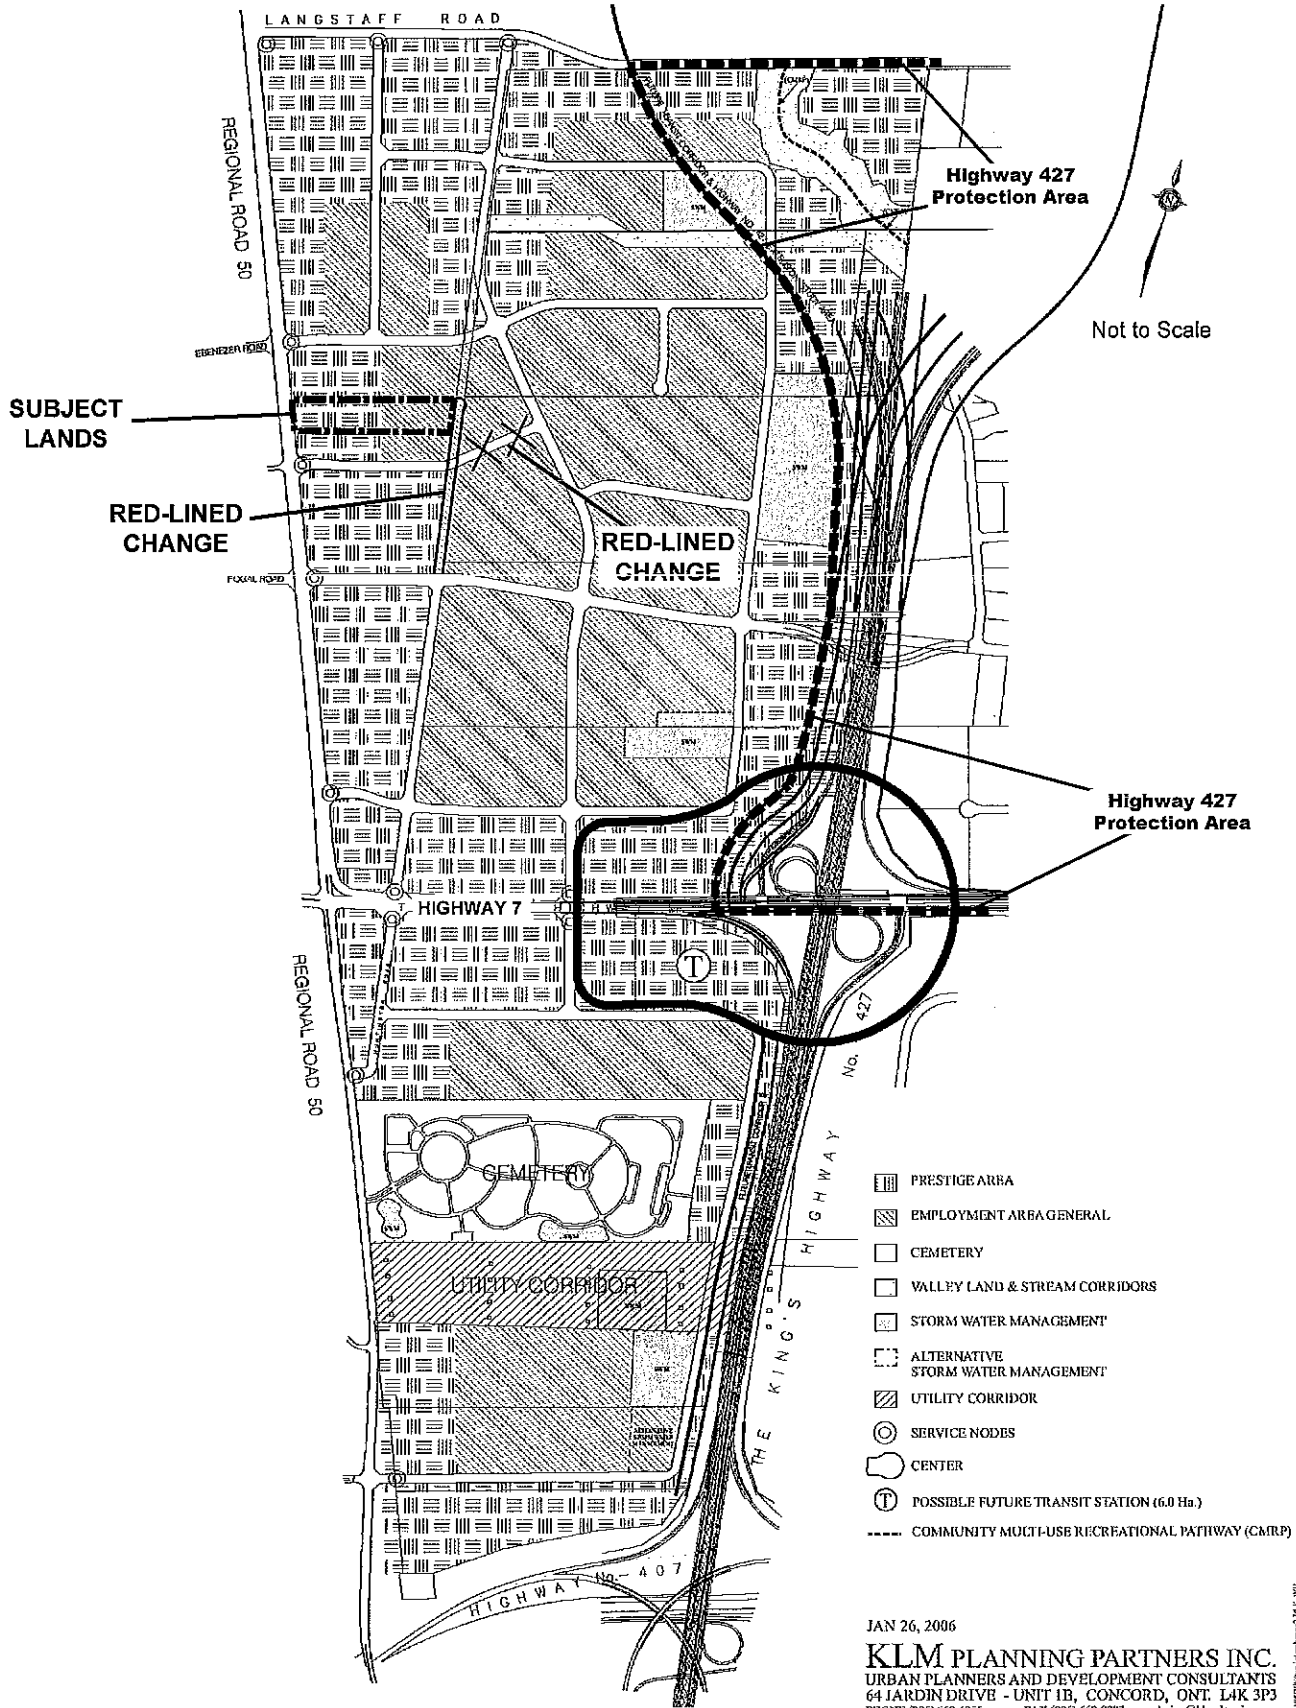 LANGSTAFF ROAD
REGIONAL ROAD 50
Highway 427
Protection Area
Not to Scale
EBENEZER ROAD
SUBJECT
LANDS
RED-LINED
CHANGE
RED-LINED
CHANGE
Highway 427
Protection Area
HIGHWAY 7
T
REGIONAL ROAD 50
No. 427
THE KING'S HIGHWAY
CEMETERY
UTILITY CORRIDOR
HIGHWAY No. - 407
PRESTIGE AREA
EMPLOYMENT AREA GENERAL
CEMETERY
VALLEY LAND & STREAM CORRIDORS
STORM WATER MANAGEMENT
ALTERNATIVE
STORM WATER MANAGEMENT
UTILITY CORRIDOR
SERVICE NODES
CENTER
T POSSIBLE FUTURE TRANSIT STATION (6.0 Ha.)
COMMUNITY MULTI-USE RECREATIONAL PATHWAY (CMRP)
JAN 26, 2006
KLM PLANNING PARTNERS INC.
URBAN PLANNERS AND DEVELOPMENT CONSULTANTS
64 JARDIN DRIVE - UNIT 1B, CONCORD, ONT. L4K 3P3